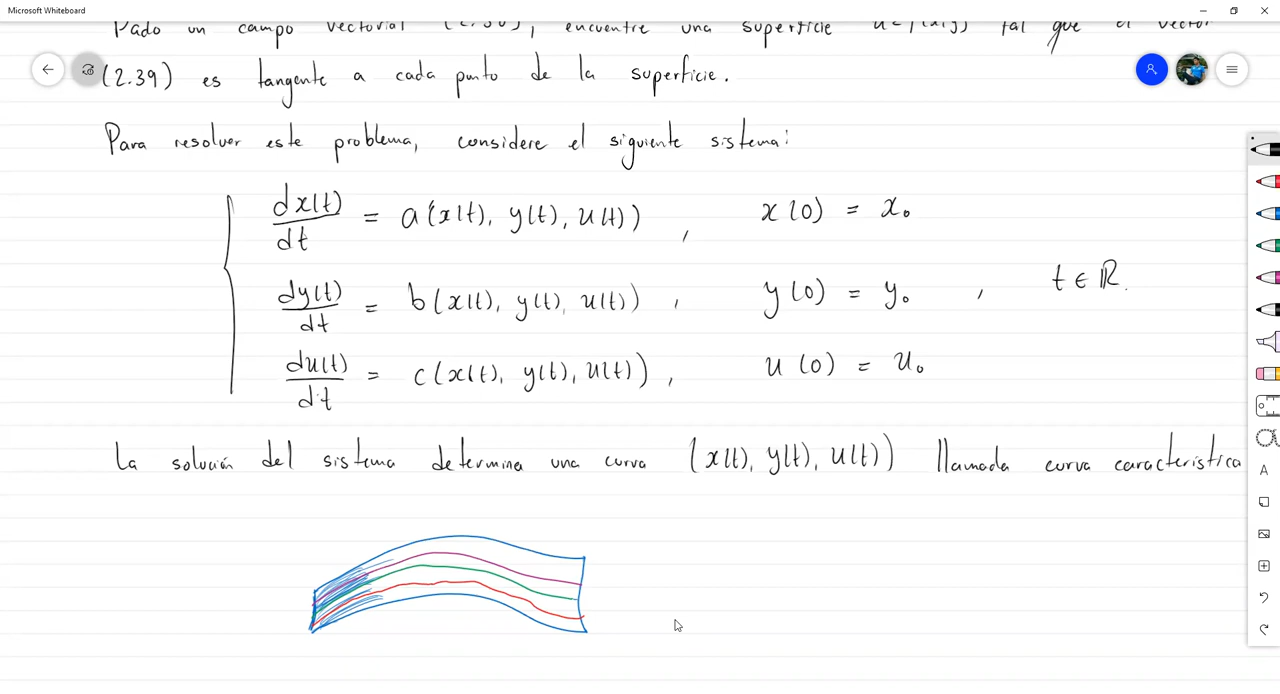 Microsoft Whiteboard
Dado un campo vectorial encuentre una superficie tal que el vector
(2.39) es tangente a cada punto de la superficie.
Para resolver este problema, considere el siguiente sistema:
dx(t)/dt = a(x(t), y(t), u(t)) , x(0) = x₀
dy(t)/dt = b(x(t), y(t), u(t)) , y(0) = y₀ , t ∈ ℝ.
du(t)/dt = c(x(t), y(t), u(t)) , u(0) = u₀
La solución del sistema determina una curva (x(t), y(t), u(t)) llamada curva característica
A